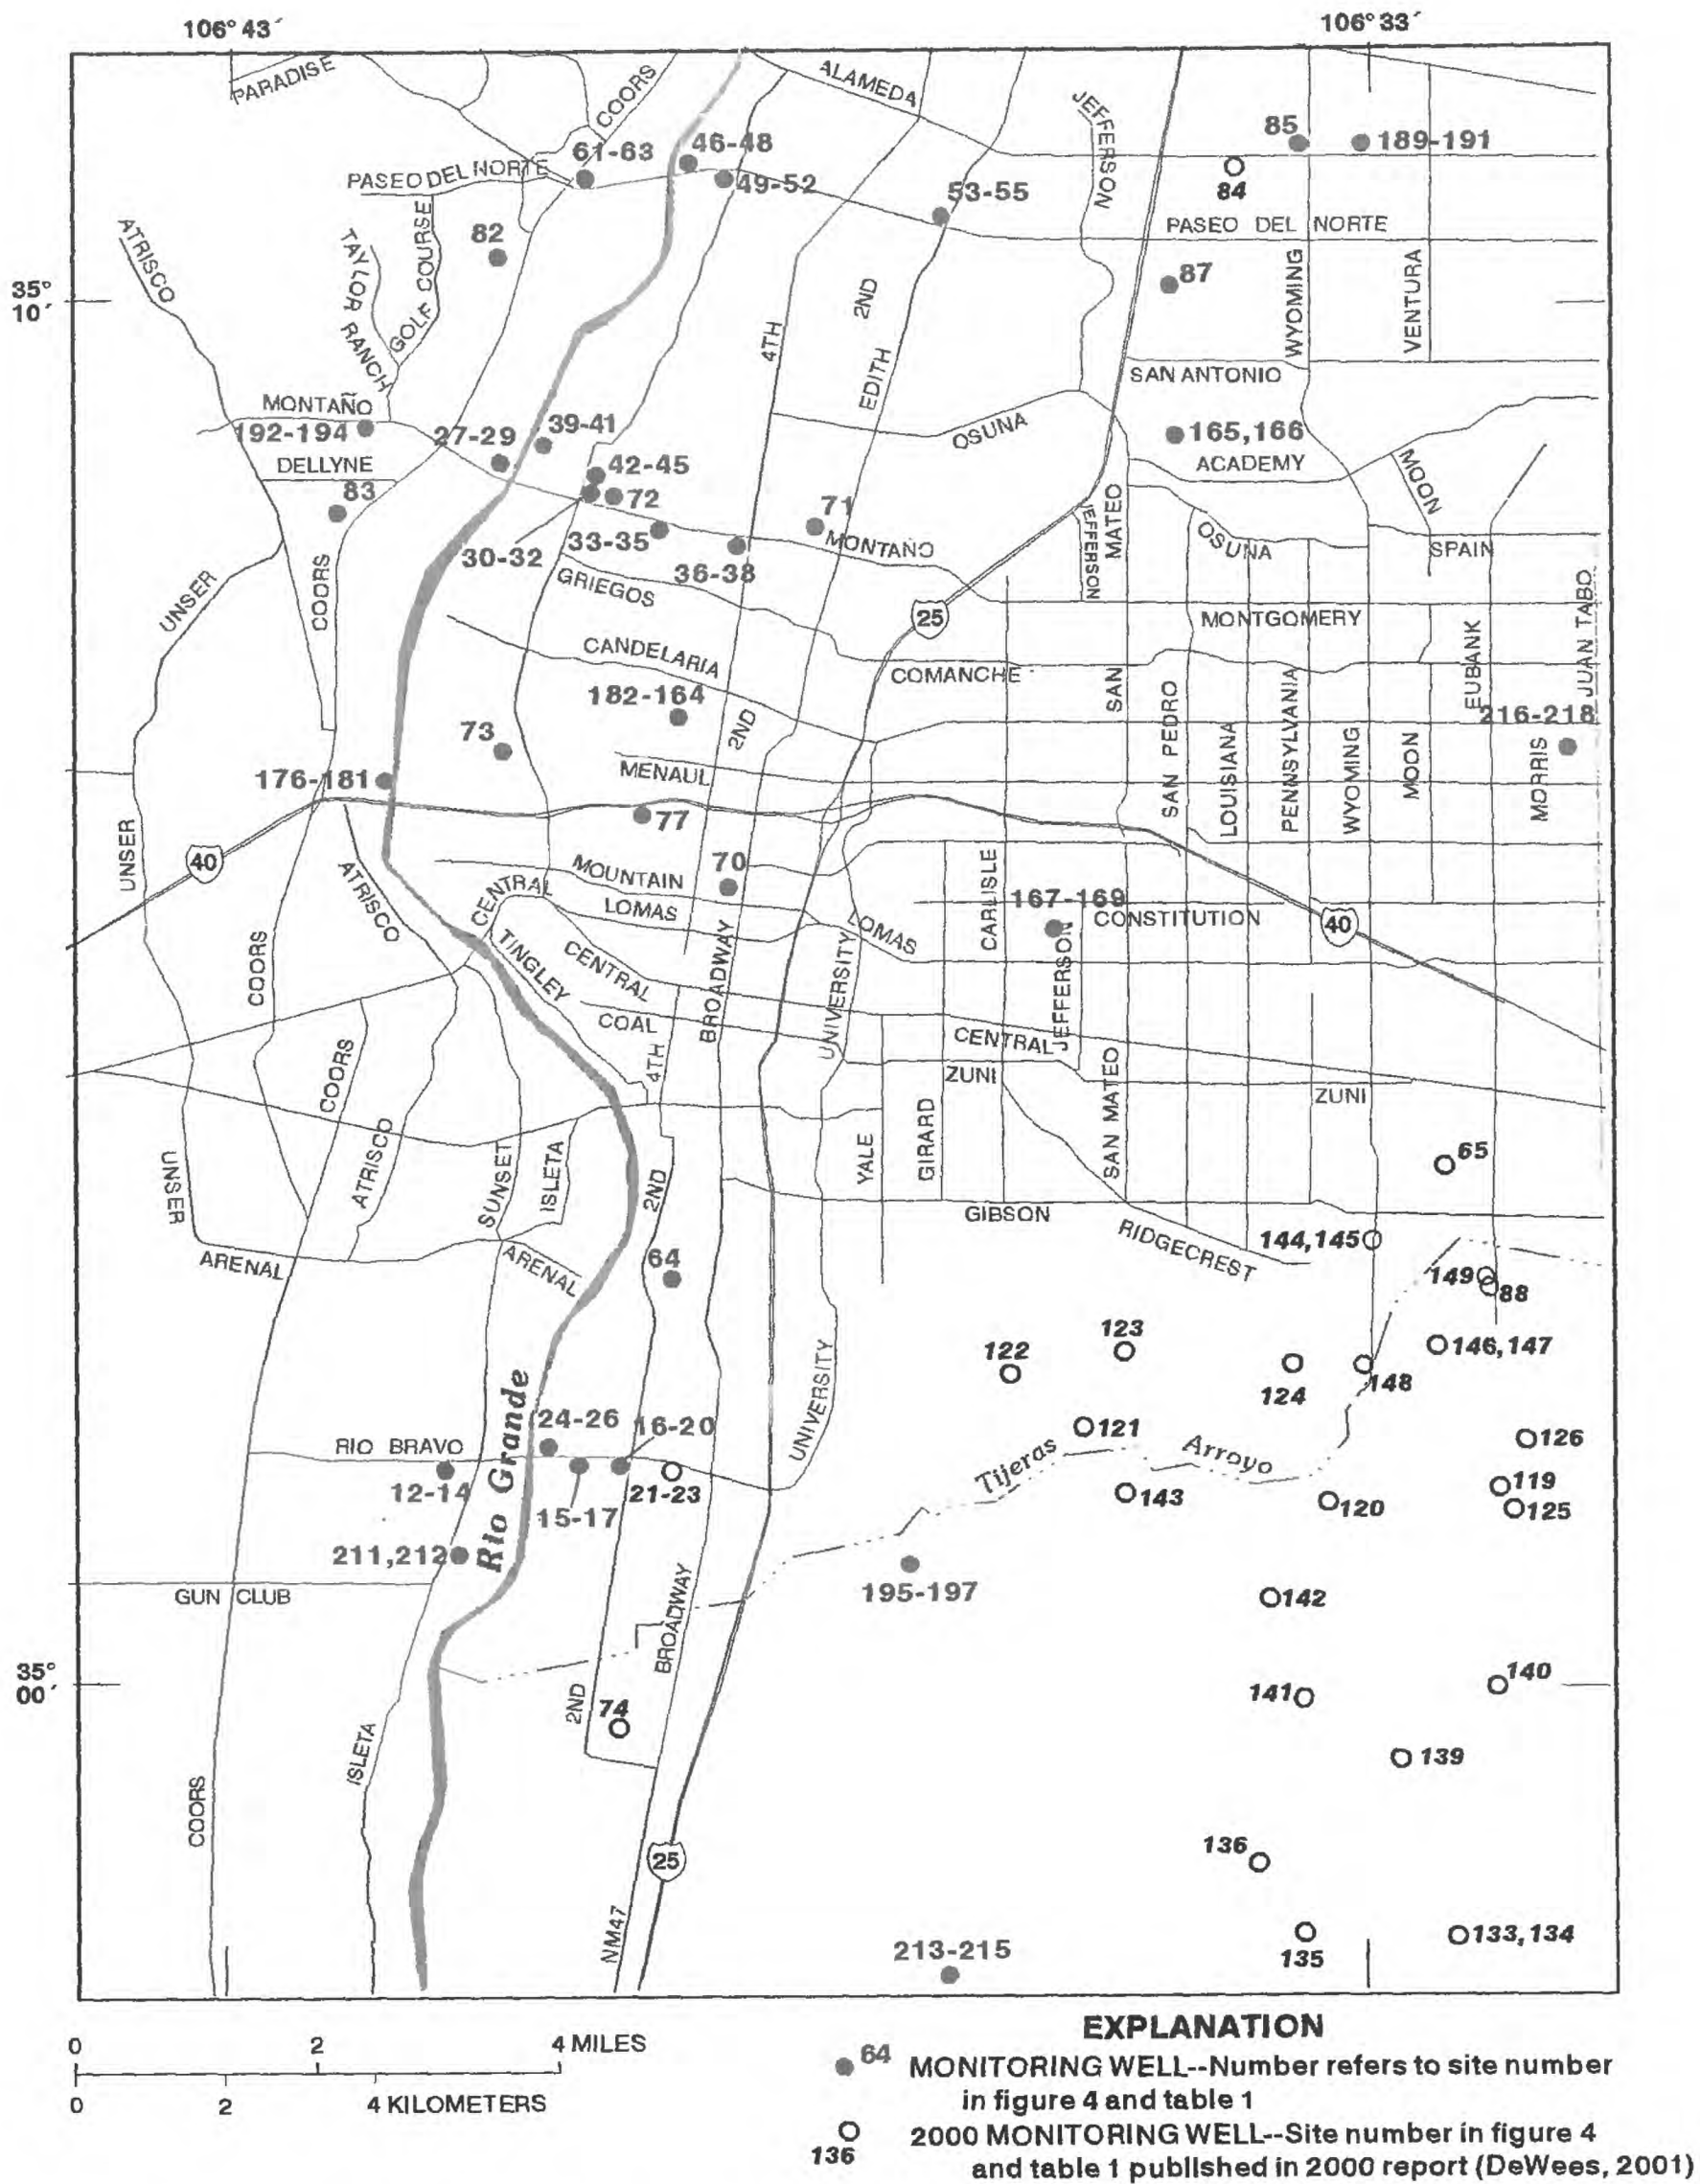 106° 43´
106° 33´
PARADISE
COORS
ALAMEDA
JEFFERSON
85
189-191
61-63
46-48
PASEO DEL NORTE
49-52
53-55
84
PASEO DEL NORTE
ATRISCO
TAYLOR RANCH
GOLF COURSE
82
87
35°
10´
4TH
2ND
EDITH
WYOMING
VENTURA
SAN ANTONIO
MONTAÑO
192-194
27-29
39-41
OSUNA
165,166
DELLYNE
42-45
ACADEMY
MOON
83
72
71
30-32
33-35
MONTAÑO
36-38
JEFFERSON
MATEO
OSUNA
SPAIN
UNSER
COORS
GRIEGOS
25
MONTGOMERY
JUAN TABO
CANDELARIA
COMANCHE
SAN
EUBANK
182-164
2ND
SAN PEDRO
216-218
73
LOUISIANA
PENNSYLVANIA
WYOMING
MOON
MORRIS
176-181
MENAUL
77
UNSER
40
ATRISCO
MOUNTAIN
70
CENTRAL
LOMAS
CARLISLE
167-169
CONSTITUTION
40
LOMAS
COORS
TINGLEY
CENTRAL
BROADWAY
UNIVERSITY
JEFFERSON
COAL
CENTRAL
4TH
ZUNI
COORS
SAN MATEO
ZUNI
ATRISCO
UNSER
SUNSET
ISLETA
YALE
GIRARD
65
2ND
GIBSON
ARENAL
ARENAL
64
RIDGECREST
144,145
149
88
123
122
146,147
124
148
UNIVERSITY
Rio Grande
24-26
16-20
121
126
RIO BRAVO
Tijeras Arroyo
12-14
21-23
119
15-17
143
120
125
211,212
195-197
GUN CLUB
BROADWAY
142
35°
00´
2ND
74
141
140
ISLETA
139
COORS
136
25
NM47
135
133,134
213-215
EXPLANATION
0 2 4 MILES
0 2 4 KILOMETERS
64 MONITORING WELL--Number refers to site number
in figure 4 and table 1
136 2000 MONITORING WELL--Site number in figure 4
and table 1 published in 2000 report (DeWees, 2001)